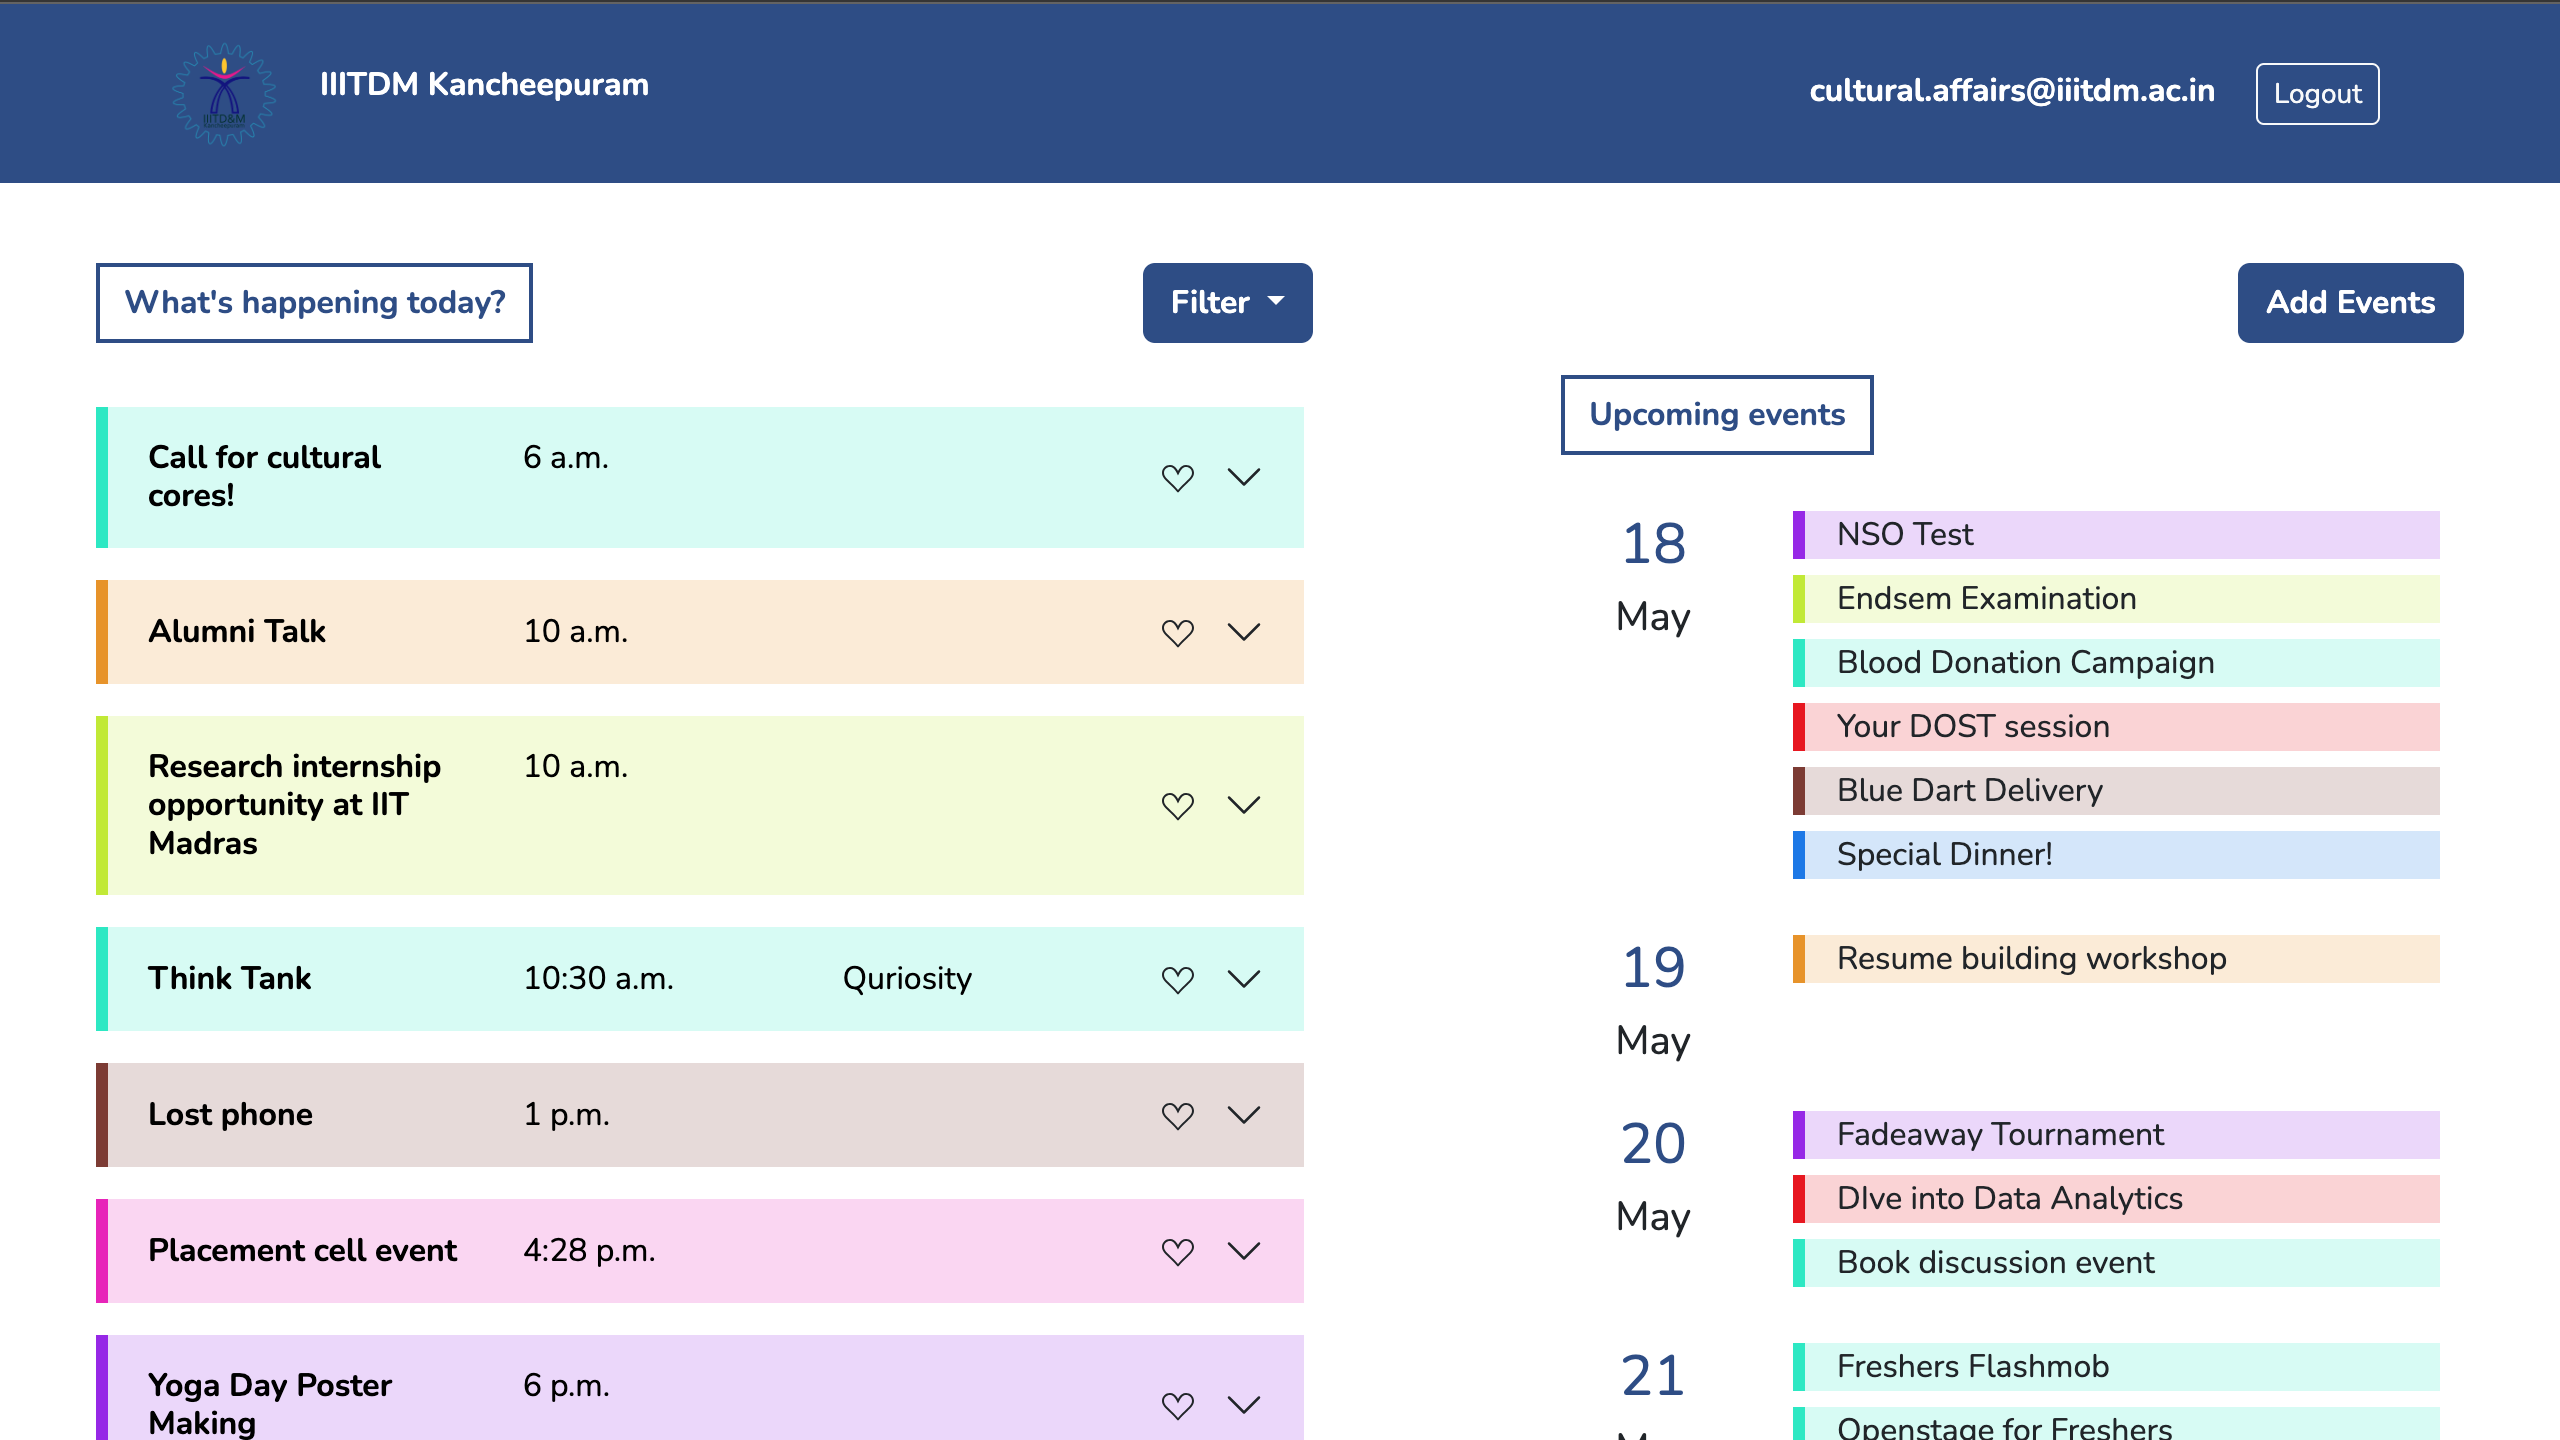 IIITD&M
Kancheepuram
IIITDM Kancheepuram
cultural.affairs@iiitdm.ac.in
Logout
What's happening today?
Filter
Add Events
Call for cultural
cores!
6 a.m.
Alumni Talk
10 a.m.
Research internship
opportunity at IIT
Madras
10 a.m.
Think Tank
10:30 a.m.
Quriosity
Lost phone
1 p.m.
Placement cell event
4:28 p.m.
Yoga Day Poster
Making
6 p.m.
Upcoming events
18
May
NSO Test
Endsem Examination
Blood Donation Campaign
Your DOST session
Blue Dart Delivery
Special Dinner!
19
May
Resume building workshop
20
May
Fadeaway Tournament
DIve into Data Analytics
Book discussion event
21
Freshers Flashmob
Openstage for Freshers